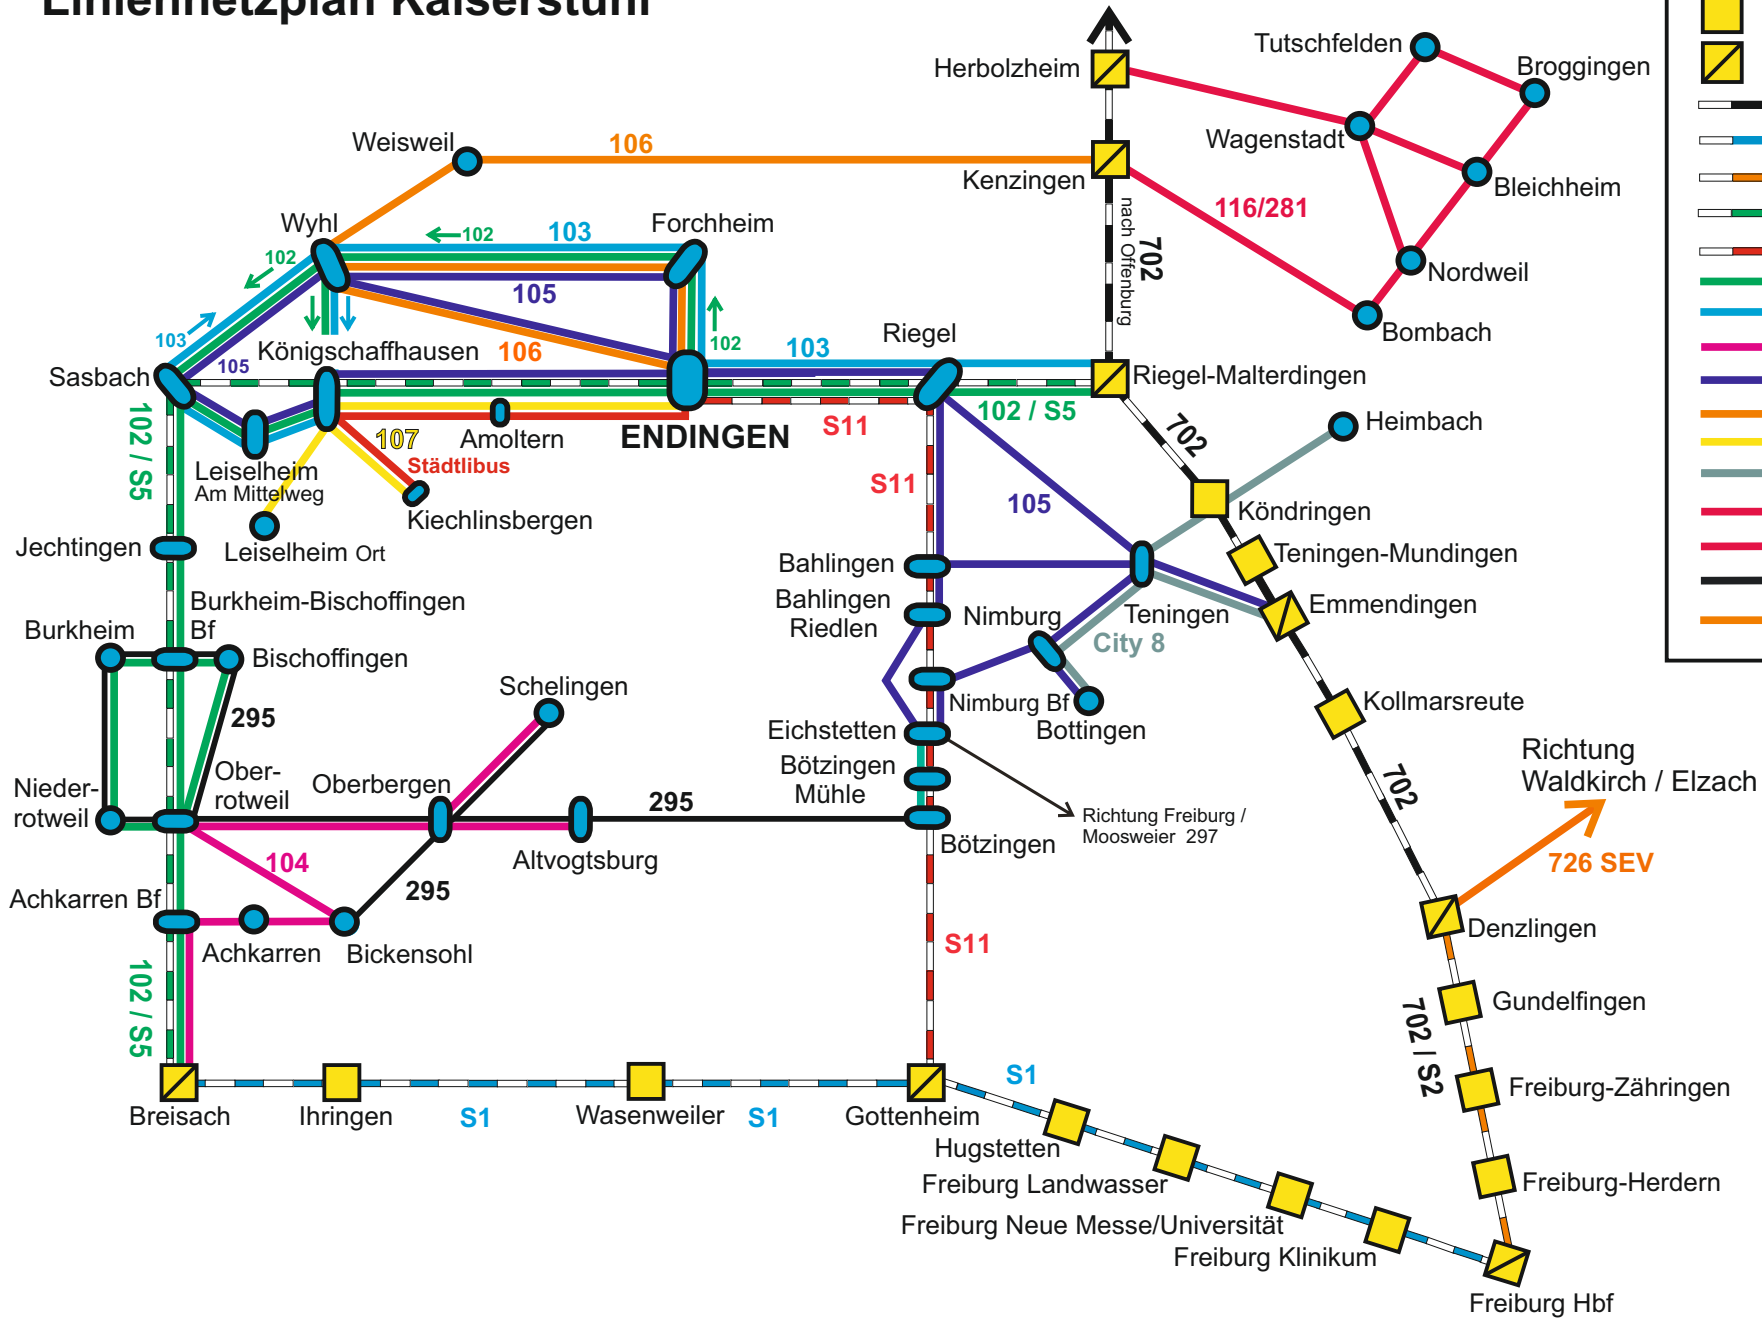 Liniennetzplan Kaiserstuhl
Tutschfelden
Broggingen
Herbolzheim
Wagenstadt
Weisweil
106
Kenzingen
Bleichheim
nach Offenburg
702
116/281
Wyhl
102
103
Forchheim
102
Nordweil
105
103
102
Riegel
Bombach
Königschaffhausen
106
103
105
Sasbach
Riegel-Malterdingen
102 / S5
102 / S5
S11
702
Heimbach
107
Amoltern
ENDINGEN
Städtlibus
Leiselheim
Am Mittelweg
S11
105
Köndringen
Kiechlinsbergen
Jechtingen
Leiselheim Ort
Teningen-Mundingen
Bahlingen
Burkheim-Bischoffingen
Bf
Bahlingen
Riedlen
Nimburg
Teningen
Emmendingen
Burkheim
Bischoffingen
City 8
Schelingen
Nimburg Bf
Kollmarsreute
295
Eichstetten
Bottingen
Richtung
Waldkirch / Elzach
Nieder-
rotweil
Ober-
rotweil
Oberbergen
Bötzingen
Mühle
702
295
Richtung Freiburg /
Moosweier 297
Bötzingen
104
Altvogtsburg
726 SEV
295
Achkarren Bf
Achkarren
Bickensohl
S11
Denzlingen
102 / S5
Gundelfingen
702 / S2
S1
Freiburg-Zähringen
Breisach
Ihringen
S1
Wasenweiler
S1
Gottenheim
Hugstetten
Freiburg Landwasser
Freiburg-Herdern
Freiburg Neue Messe/Universität
Freiburg Klinikum
Freiburg Hbf